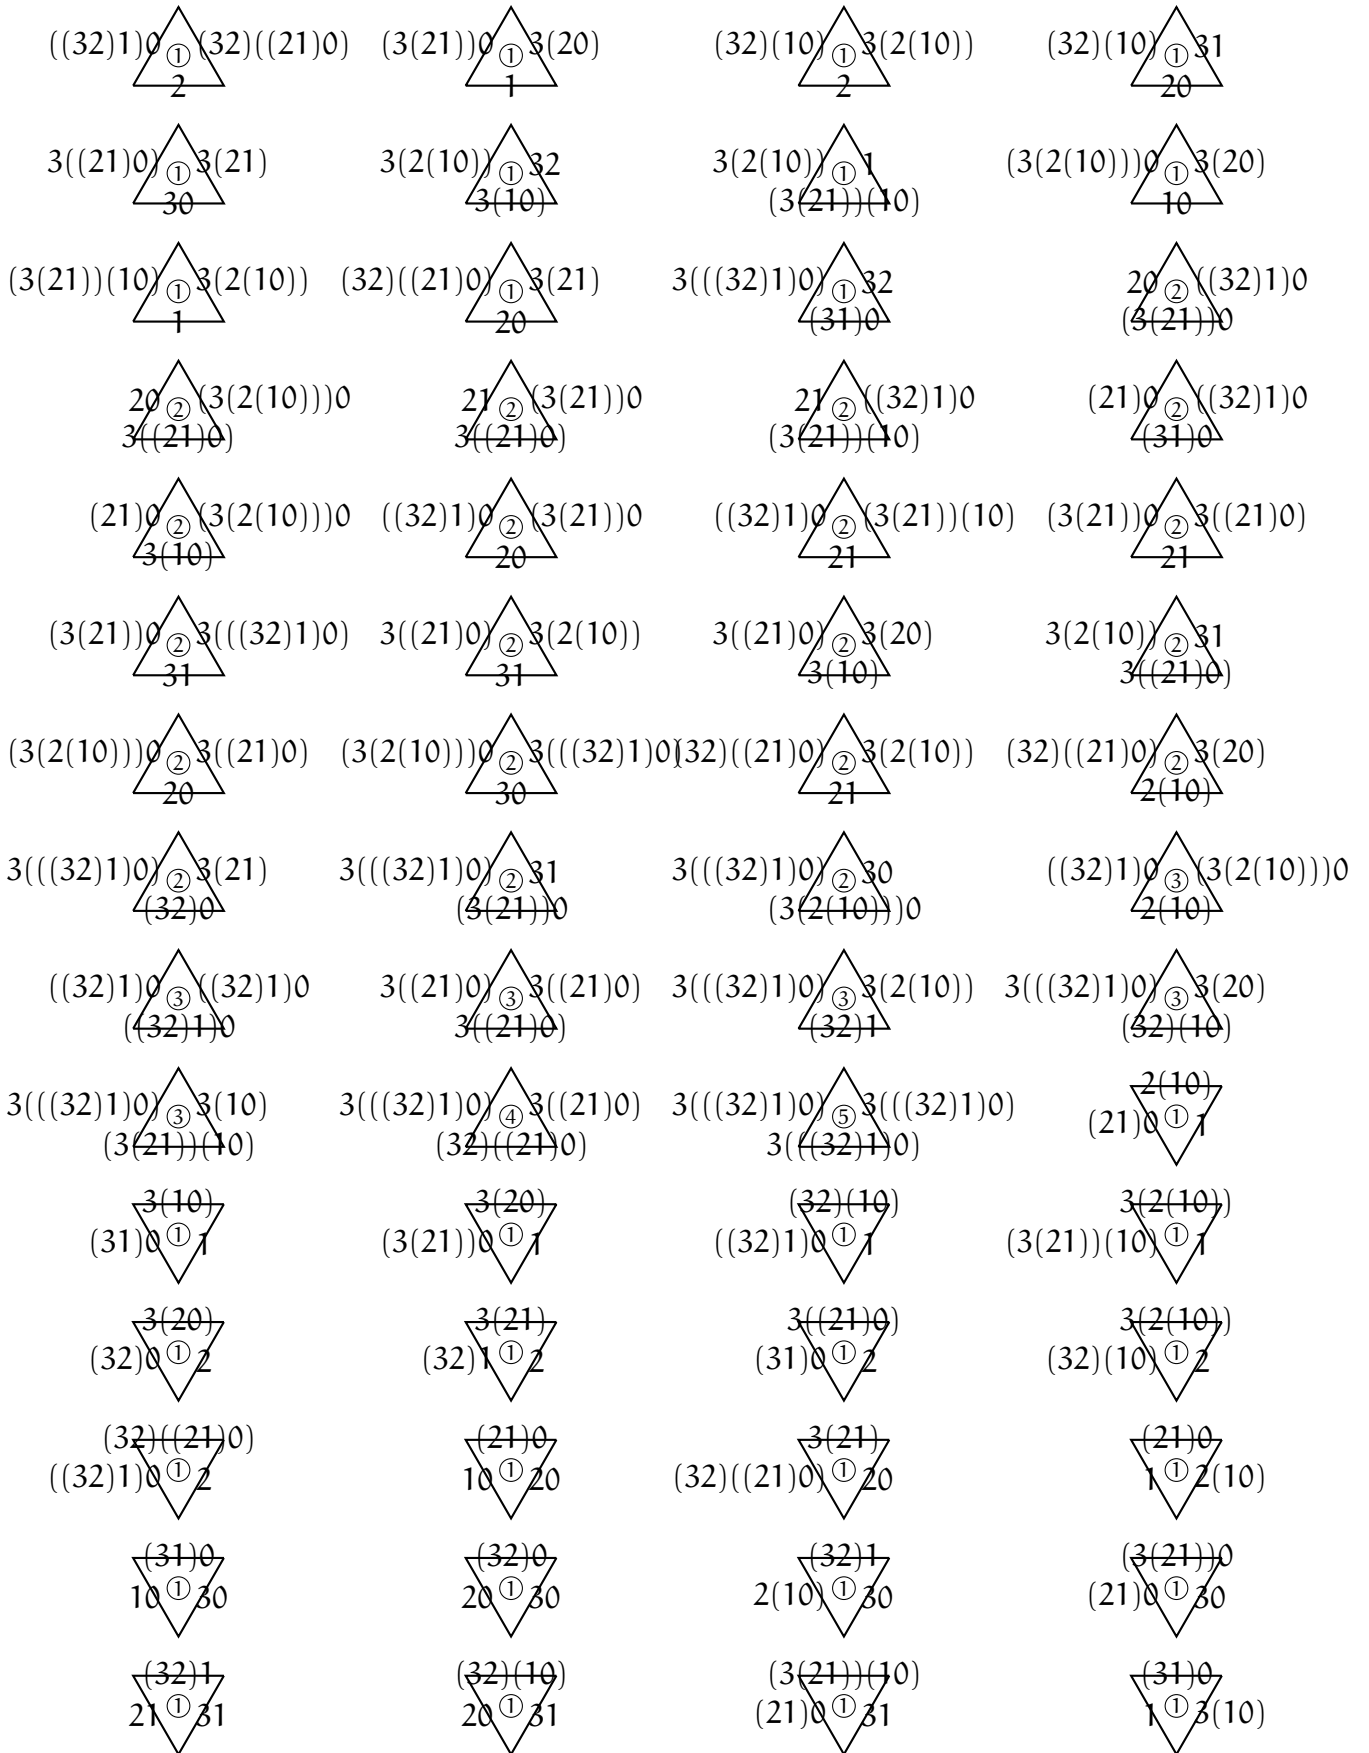 ((32)1)0 ① (32)((21)0) (3(21))0 ① 3(20) (32)(10) ① 3(2(10)) (32)(10) ① 31
2 1 2 20
3((21)0) ① 3(21) 3(2(10)) ① 32 3(2(10)) ① 1 (3(2(10)))0 ① 3(20)
30 3(10) (3(21))(10) 10
(3(21))(10) ① 3(2(10)) (32)((21)0) ① 3(21) 3(((32)1)0) ① 32 20 ② ((32)1)0
1 20 (31)0 (3(21))0
20 ② (3(2(10)))0 21 ② (3(21))0 21 ② ((32)1)0 (21)0 ② ((32)1)0
3((21)0) 3((21)0) (3(21))(10) (31)0
(21)0 ② (3(2(10)))0 ((32)1)0 ② (3(21))0 ((32)1)0 ② (3(21))(10) (3(21))0 ② 3((21)0)
3(10) 20 21 21
(3(21))0 ② 3(((32)1)0) 3((21)0) ② 3(2(10)) 3((21)0) ② 3(20) 3(2(10)) ② 31
31 31 3(10) 3((21)0)
(3(2(10)))0 ② 3((21)0) (3(2(10)))0 ② 3(((32)1)0) (32)((21)0) ② 3(2(10)) (32)((21)0) ② 3(20)
20 30 21 2(10)
3(((32)1)0) ② 3(21) 3(((32)1)0) ② 31 3(((32)1)0) ② 30 ((32)1)0 ③ (3(2(10)))0
(32)0 (3(21))0 (3(2(10)))0 2(10)
((32)1)0 ③ ((32)1)0 3((21)0) ③ 3((21)0) 3(((32)1)0) ③ 3(2(10)) 3(((32)1)0) ③ 3(20)
((32)1)0 3((21)0) (32)1 (32)(10)
2(10)
3(((32)1)0) ③ 3(10) 3(((32)1)0) ④ 3((21)0) 3(((32)1)0) ⑤ 3(((32)1)0) (21)0 ① 1
(3(21))(10) (32)((21)0) 3(((32)1)0)
3(10) 3(20) (32)(10) 3(2(10))
(31)0 ① 1 (3(21))0 ① 1 ((32)1)0 ① 1 (3(21))(10) ① 1
3(20) 3(21) 3((21)0) 3(2(10))
(32)0 ① 2 (32)1 ① 2 (31)0 ① 2 (32)(10) ① 2
(32)((21)0) (21)0 3(21) (21)0
((32)1)0 ① 2 10 ① 20 (32)((21)0) ① 20 1 ① 2(10)
(31)0 (32)0 (32)1 (3(21))0
10 ① 30 20 ① 30 2(10) ① 30 (21)0 ① 30
(32)1 (32)(10) (3(21))(10) (31)0
21 ① 31 20 ① 31 (21)0 ① 31 1 ① 3(10)